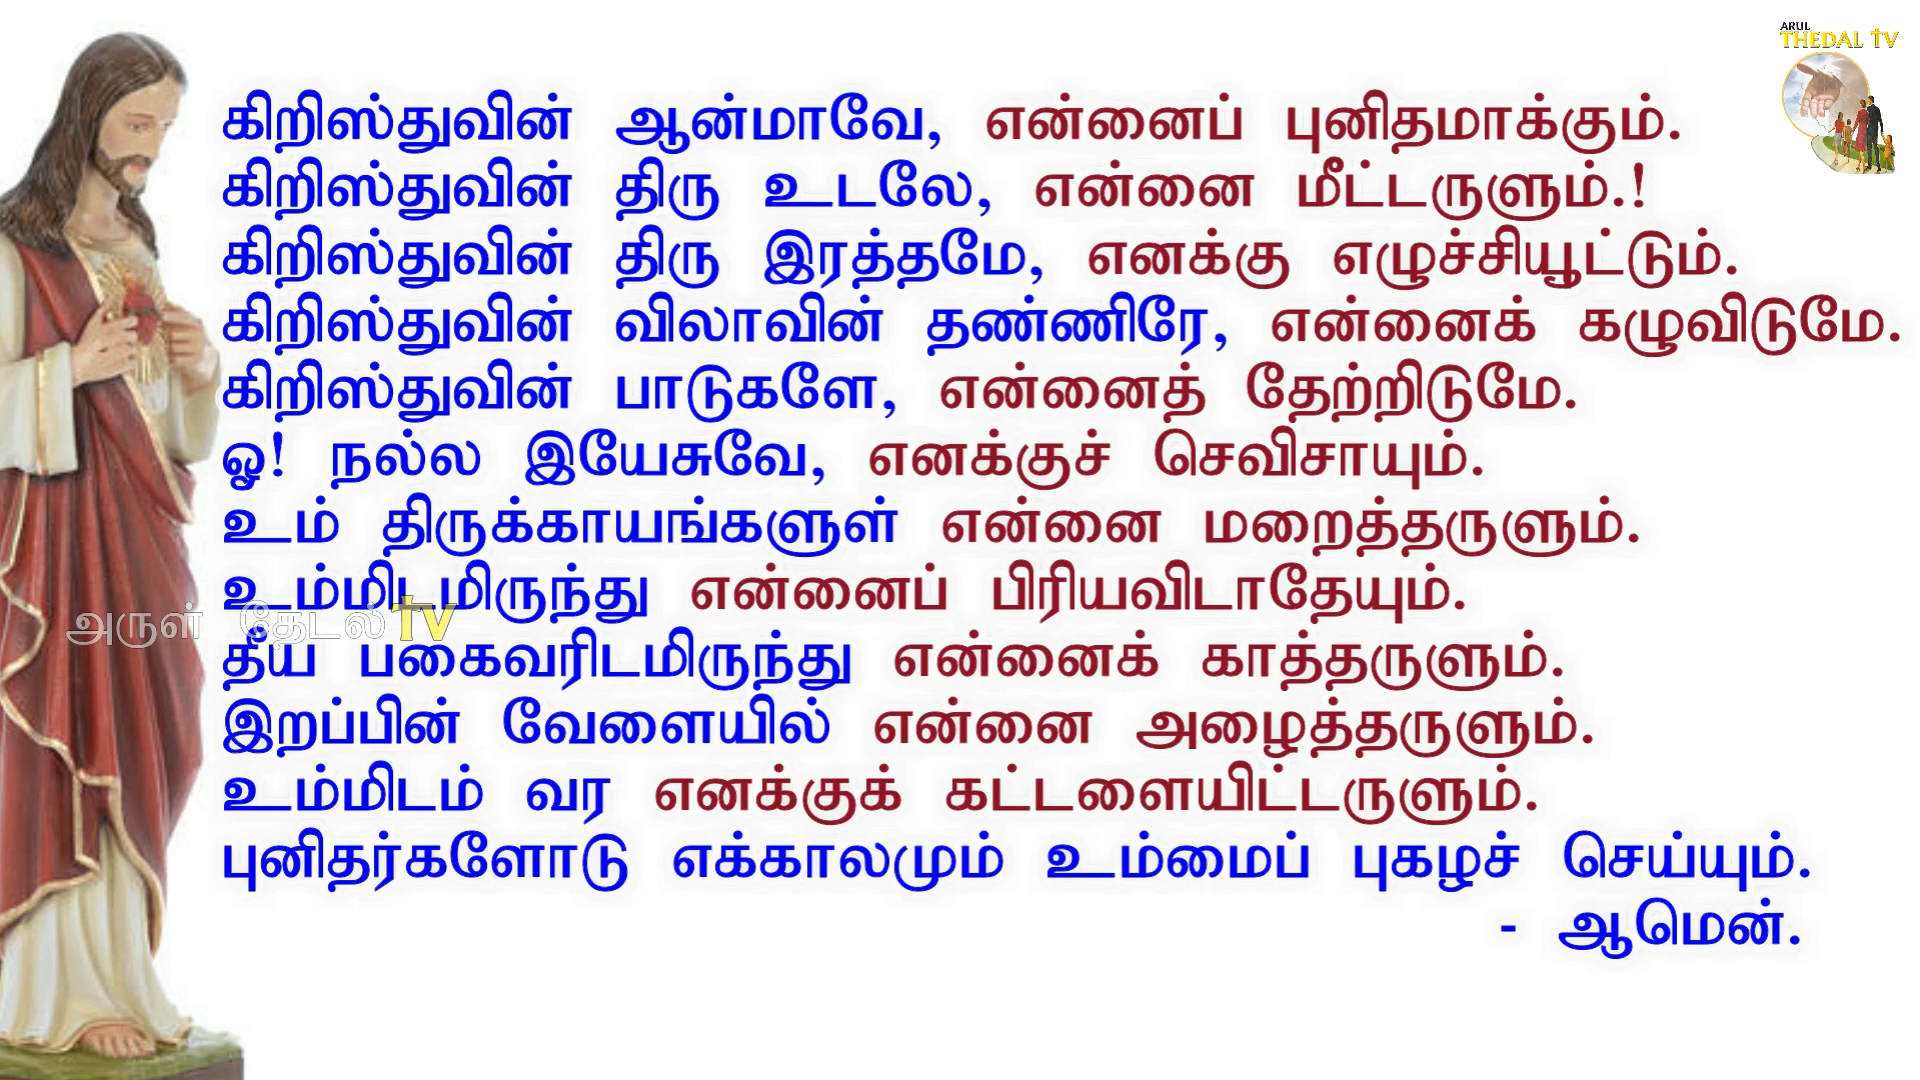 ARUL
THEDAL TV
கிறிஸ்துவின் ஆன்மாவே, என்னைப் புனிதமாக்கும்.
கிறிஸ்துவின் திரு உடலே, என்னை மீட்டருளும்.!
கிறிஸ்துவின் திரு இரத்தமே, எனக்கு எழுச்சியூட்டும்.
கிறிஸ்துவின் விலாவின் தண்ணிரே, என்னைக் கழுவிடுமே.
கிறிஸ்துவின் பாடுகளே, என்னைத் தேற்றிடுமே.
ஓ! நல்ல இயேசுவே, எனக்குச் செவிசாயும்.
உம் திருக்காயங்களுள் என்னை மறைத்தருளும்.
உம்மிடமிருந்து என்னைப் பிரியவிடாதேயும்.
அருள் தேடல் TV
தீய பகைவரிடமிருந்து என்னைக் காத்தருளும்.
இறப்பின் வேளையில் என்னை அழைத்தருளும்.
உம்மிடம் வர எனக்குக் கட்டளையிட்டருளும்.
புனிதர்களோடு எக்காலமும் உம்மைப் புகழச் செய்யும்.
- ஆமென்.